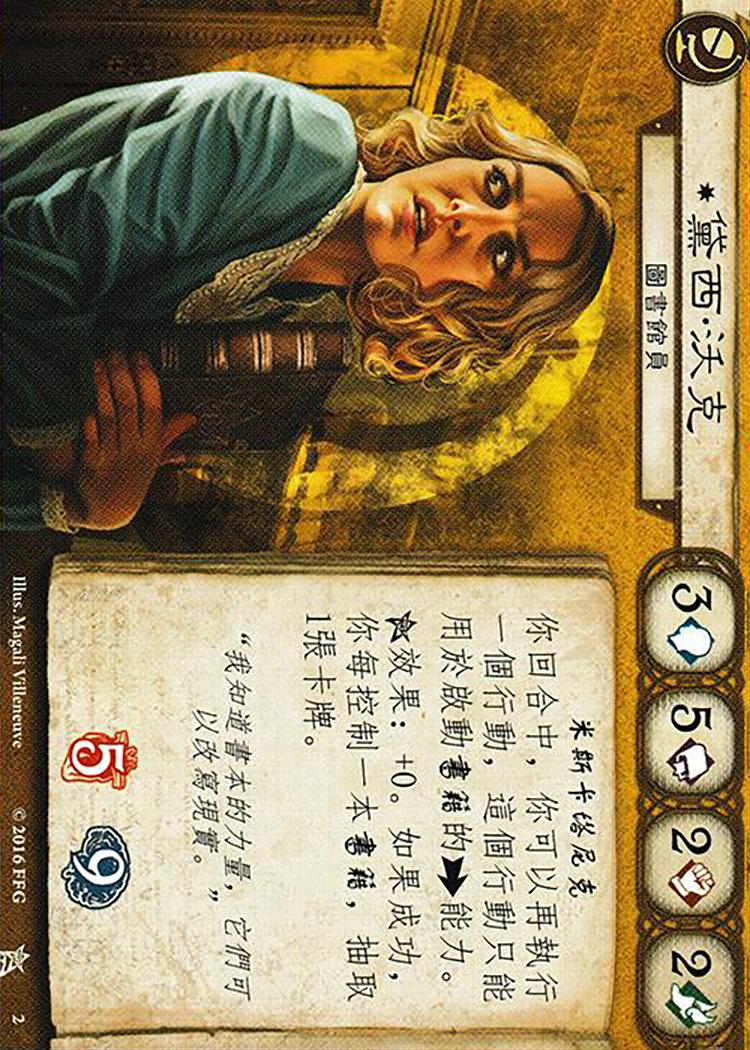 黛西·沃克
圖書館員
3
5
2
2
米斯卡塔尼克
你回合中，你可以再執行
一個行動，這個行動只能
用於啟動書籍的能力。
效果：+0。如果成功，
你每控制一本書籍，抽取
1張卡牌。
“我知道書本的力量，它們可
以改寫現實。”
5
9
Illus. Magali Villeneuve
© 2016 FFG
2